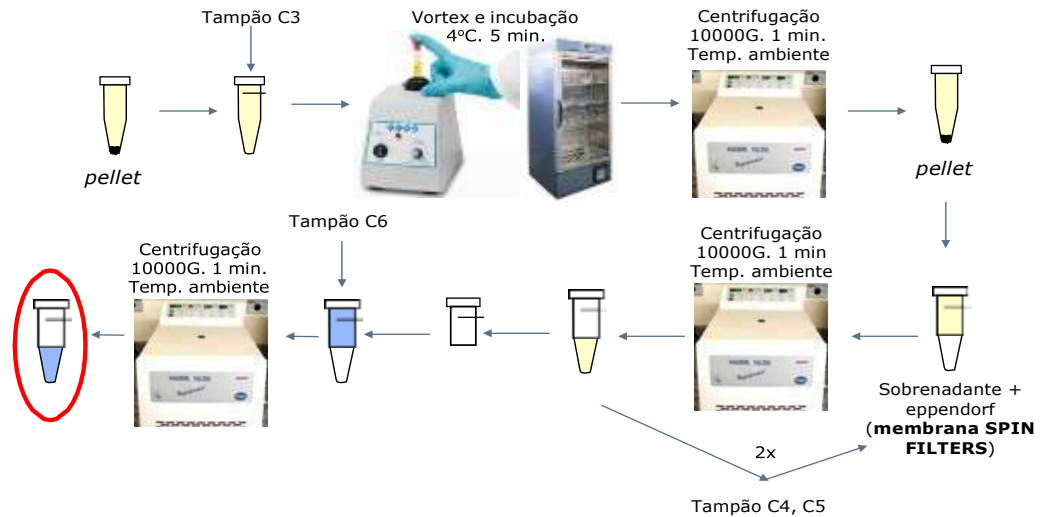 Tampão C3
Vortex e incubação
4ºC. 5 min.
Centrifugação
10000G. 1 min.
Temp. ambiente
pellet
pellet
Tampão C6
Centrifugação
10000G. 1 min.
Temp. ambiente
Centrifugação
10000G. 1 min
Temp. ambiente
Sobrenadante +
eppendorf
(membrana SPIN
FILTERS)
2x
Tampão C4, C5